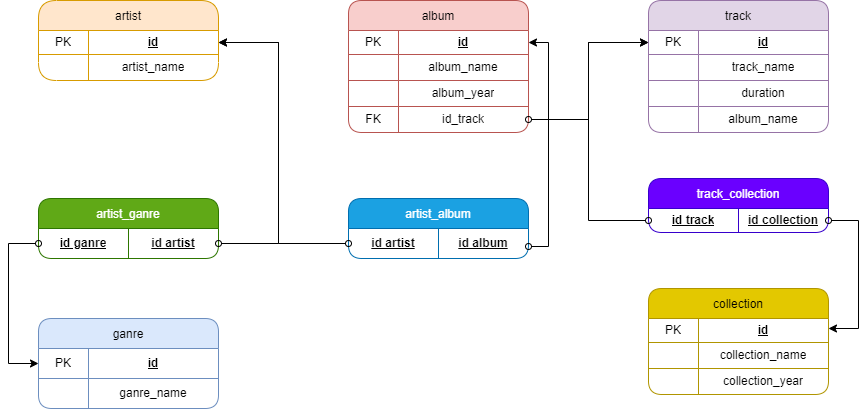 artist
PK id
artist_name
album
PK id
album_name
album_year
FK id_track
track
PK id
track_name
duration
album_name
artist_ganre
id ganre id artist
artist_album
id artist id album
track_collection
id track id collection
ganre
PK id
ganre_name
collection
PK id
collection_name
collection_year